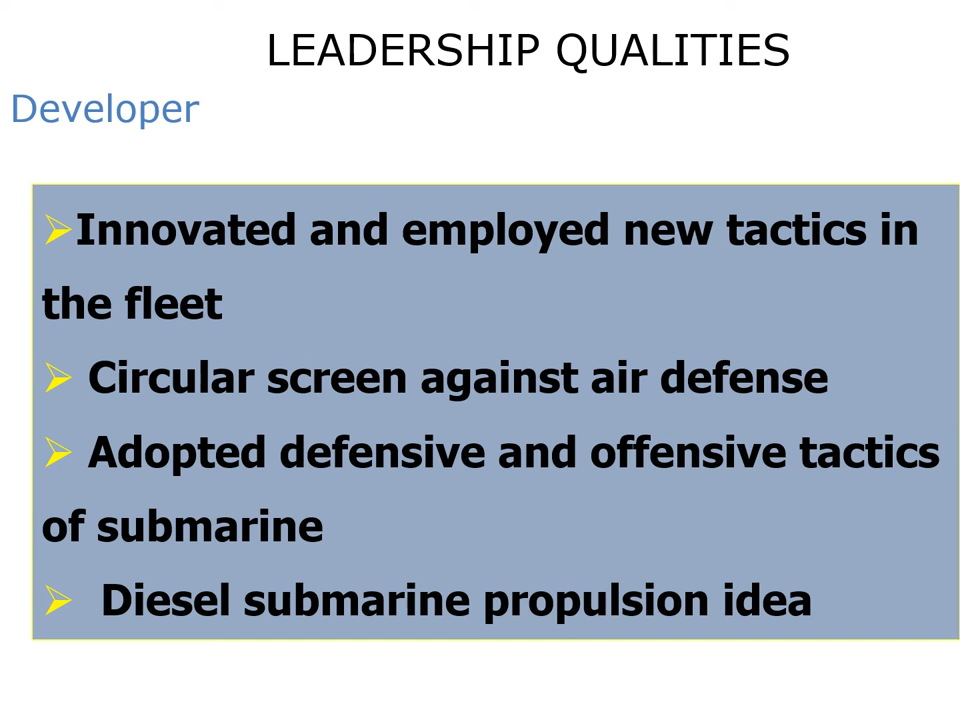 LEADERSHIP QUALITIES
Developer
➢Innovated and employed new tactics in
the fleet
➢ Circular screen against air defense
➢ Adopted defensive and offensive tactics
of submarine
➢ Diesel submarine propulsion idea